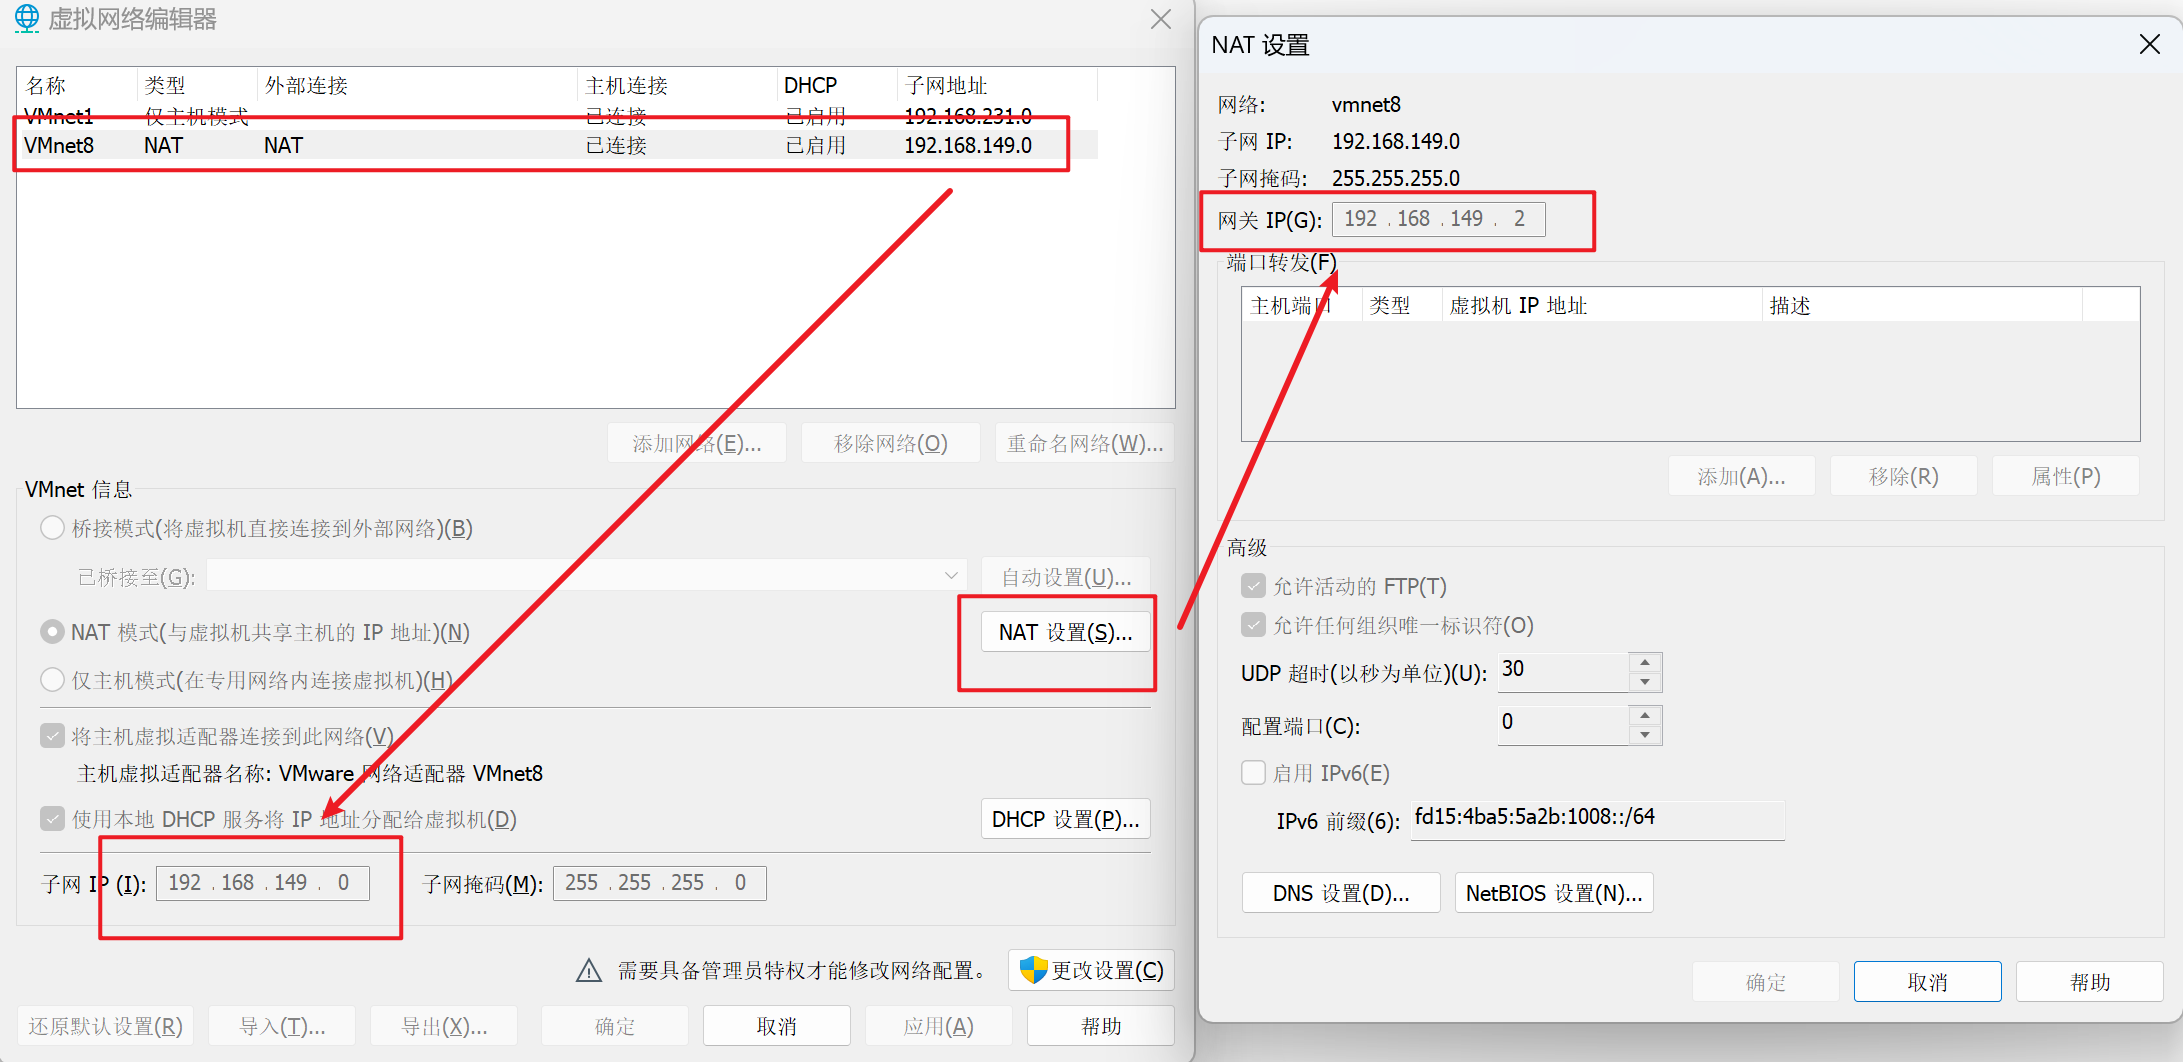 虚拟网络编辑器
名称 类型 外部连接 主机连接 DHCP 子网地址
VMnet1 仅主机模式 已连接 已启用 192.168.231.0
VMnet8 NAT NAT 已连接 已启用 192.168.149.0
添加网络(E)... 移除网络(O) 重命名网络(W)...
VMnet 信息
桥接模式(将虚拟机直接连接到外部网络)(B)
已桥接至(G): 自动设置(U)...
NAT 模式(与虚拟机共享主机的 IP 地址)(N) NAT 设置(S)...
仅主机模式(在专用网络内连接虚拟机)(H)
将主机虚拟适配器连接到此网络(V)
主机虚拟适配器名称: VMware 网络适配器 VMnet8
使用本地 DHCP 服务将 IP 地址分配给虚拟机(D) DHCP 设置(P)...
子网 IP (I): 192 . 168 . 149 . 0 子网掩码(M): 255 . 255 . 255 . 0
需要具备管理员特权才能修改网络配置。 更改设置(C)
还原默认设置(R) 导入(T)... 导出(X)... 确定 取消 应用(A) 帮助
NAT 设置
网络: vmnet8
子网 IP: 192.168.149.0
子网掩码: 255.255.255.0
网关 IP(G): 192 . 168 . 149 . 2
端口转发(F)
主机端口 类型 虚拟机 IP 地址 描述
添加(A)... 移除(R) 属性(P)
高级
允许活动的 FTP(T)
允许任何组织唯一标识符(O)
UDP 超时(以秒为单位)(U): 30
配置端口(C): 0
启用 IPv6(E)
IPv6 前缀(6): fd15:4ba5:5a2b:1008::/64
DNS 设置(D)... NetBIOS 设置(N)...
确定 取消 帮助